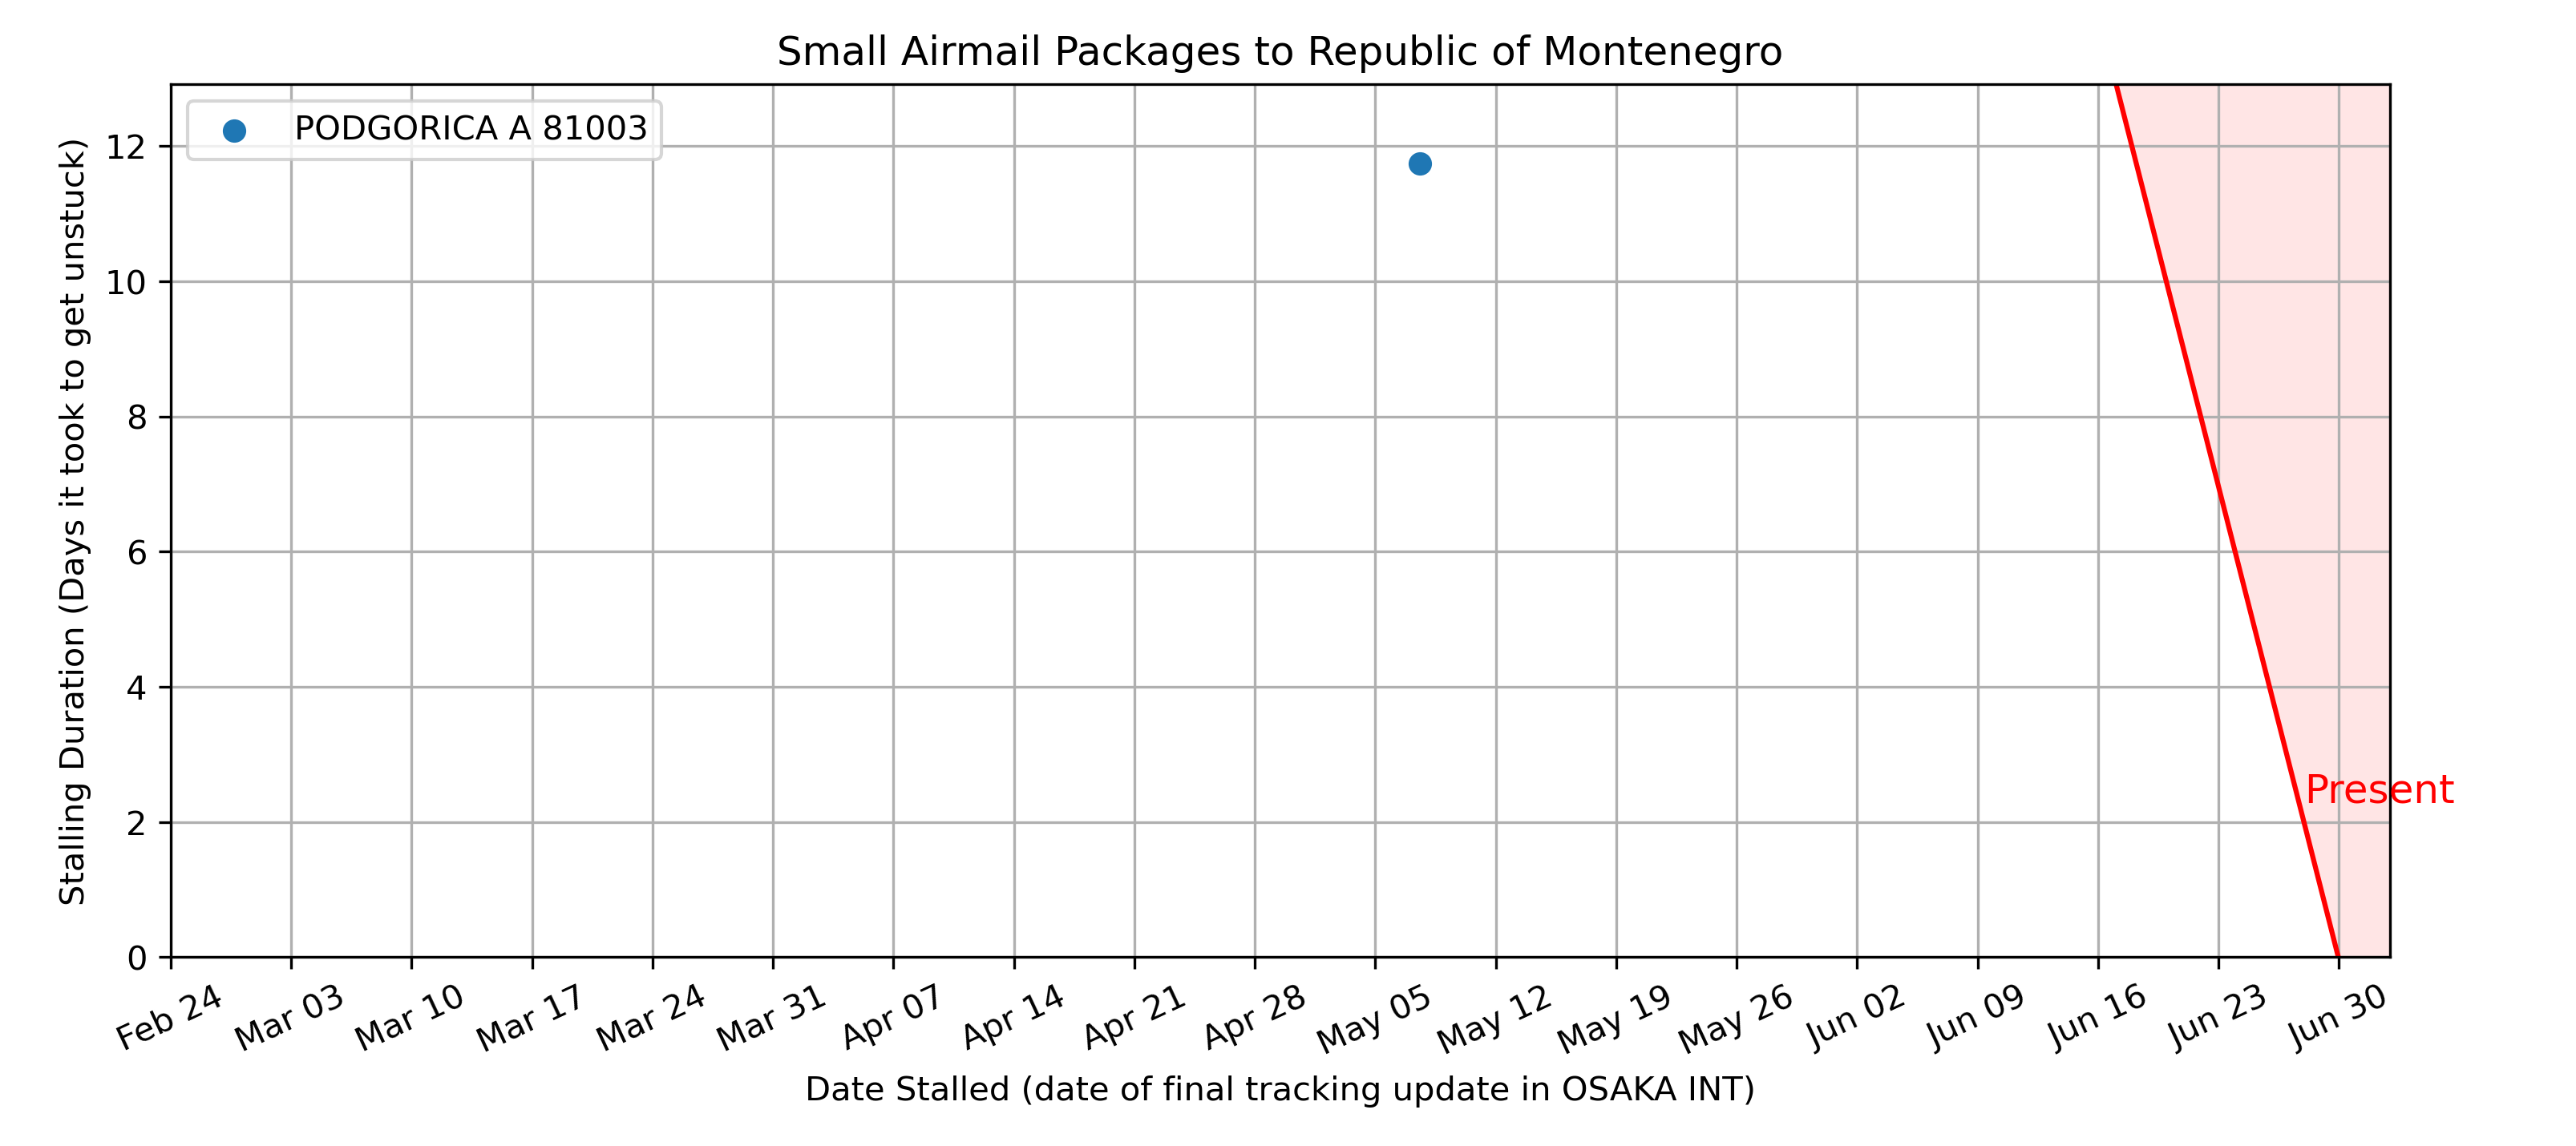 Small Airmail Packages to Republic of Montenegro
PODGORICA A 81003
Stalling Duration (Days it took to get unstuck)
12
10
8
6
4
2
0
Present
Feb 24 Mar 03 Mar 10 Mar 17 Mar 24 Mar 31 Apr 07 Apr 14 Apr 21 Apr 28 May 05 May 12 May 19 May 26 Jun 02 Jun 09 Jun 16 Jun 23 Jun 30
Date Stalled (date of final tracking update in OSAKA INT)